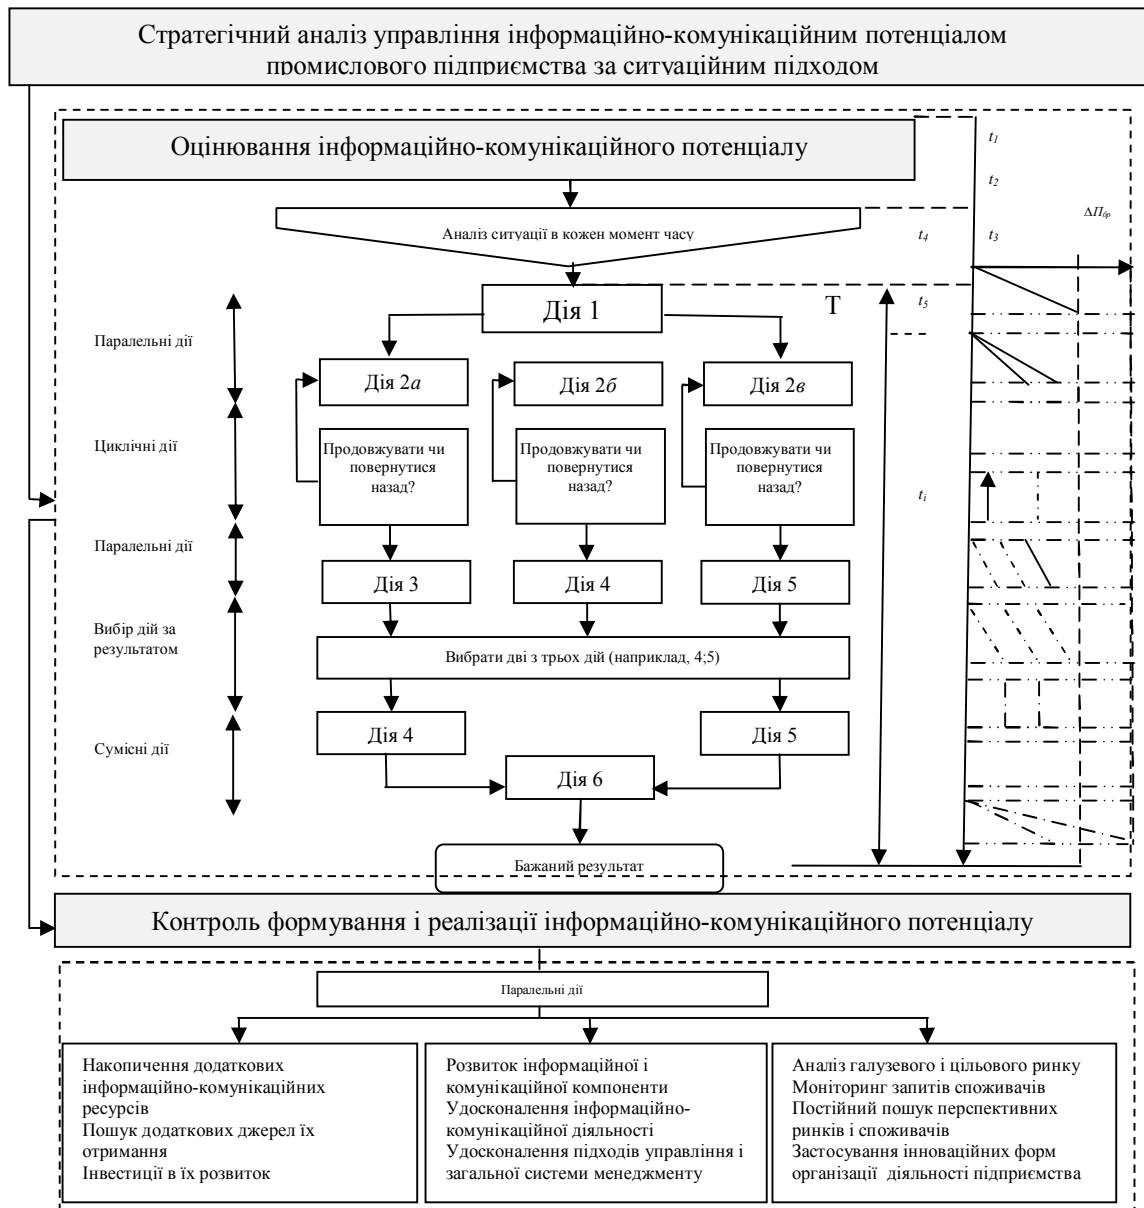 Стратегічний аналіз управління інформаційно-комунікаційним потенціалом
промислового підприємства за ситуаційним підходом
Оцінювання інформаційно-комунікаційного потенціалу
t1
t2
ΔПбр
Аналіз ситуації в кожен момент часу
t4
t3
Дія 1
T
t5
Паралельні дії
Дія 2а
Дія 2б
Дія 2в
Циклічні дії
Продовжувати чи
повернутися
назад?
Продовжувати чи
повернутися
назад?
Продовжувати чи
повернутися
назад?
ti
Паралельні дії
Дія 3
Дія 4
Дія 5
Вибір дій за
результатом
Вибрати дві з трьох дій (наприклад, 4;5)
Сумісні дії
Дія 4
Дія 5
Дія 6
Бажаний результат
Контроль формування і реалізації інформаційно-комунікаційного потенціалу
Паралельні дії
Накопичення додаткових
інформаційно-комунікаційних
ресурсів
Пошук додаткових джерел їх
отримання
Інвестиції в їх розвиток
Розвиток інформаційної і
комунікаційної компоненти
Удосконалення інформаційно-
комунікаційної діяльності
Удосконалення підходів управління і
загальної системи менеджменту
Аналіз галузевого і цільового ринку
Моніторинг запитів споживачів
Постійний пошук перспективних
ринків і споживачів
Застосування інноваційних форм
організації діяльності підприємства